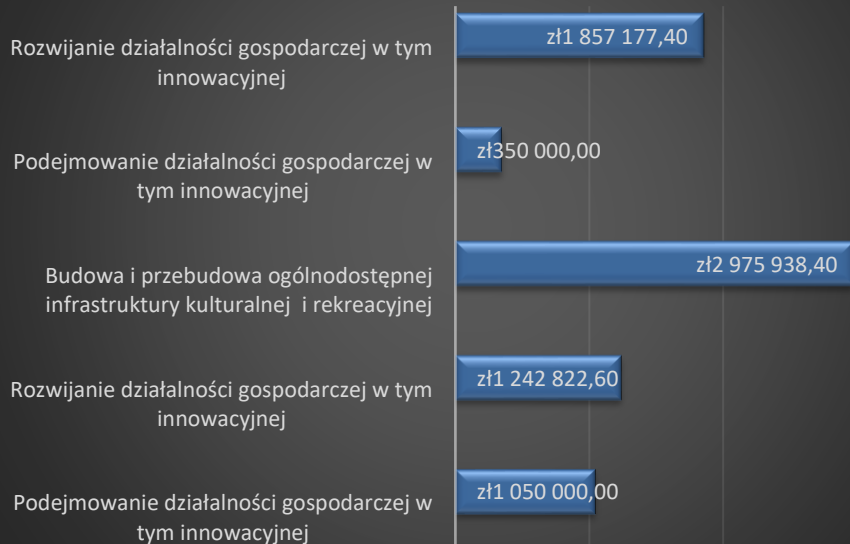 Rozwijanie działalności gospodarczej w tym
innowacyjnej
zł1 857 177,40
Podejmowanie działalności gospodarczej w
tym innowacyjnej
zł350 000,00
Budowa i przebudowa ogólnodostępnej
infrastruktury kulturalnej i rekreacyjnej
zł2 975 938,40
Rozwijanie działalności gospodarczej w tym
innowacyjnej
zł1 242 822,60
Podejmowanie działalności gospodarczej w
tym innowacyjnej
zł1 050 000,00